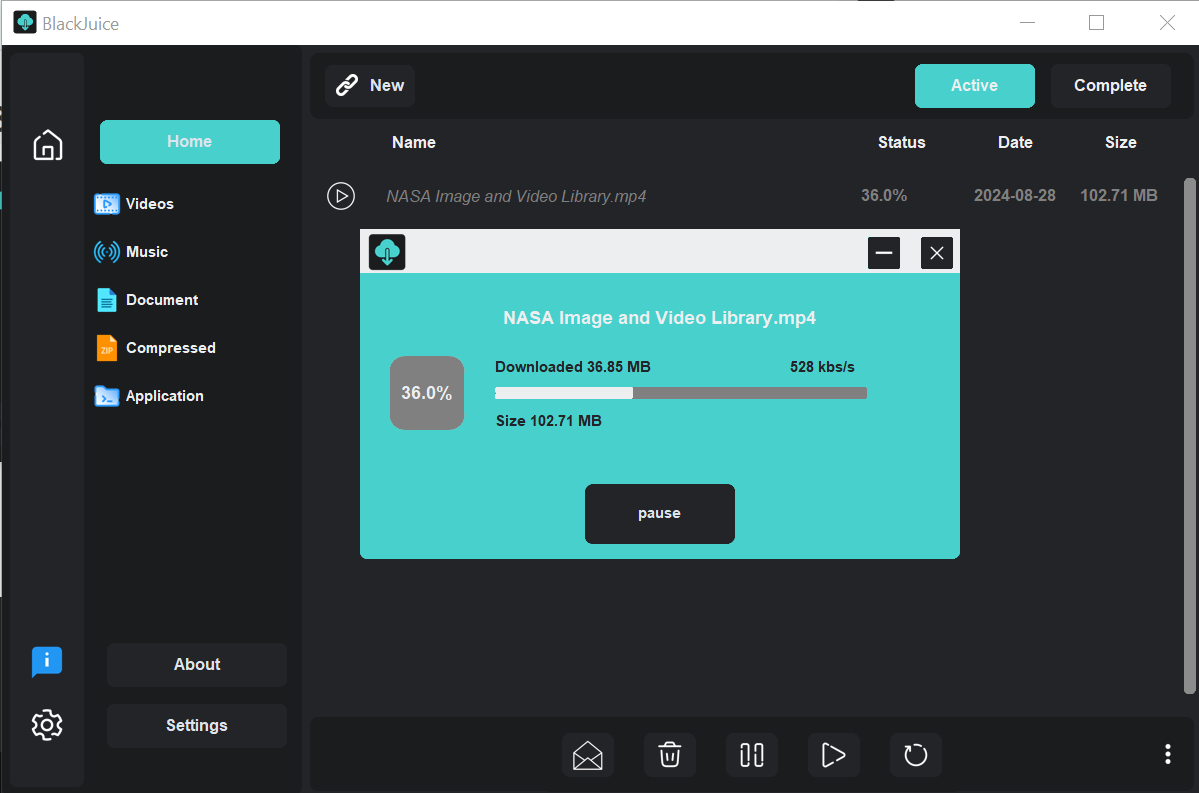 BlackJuice
New
Active
Complete
Home
Name
Status
Date
Size
Videos
NASA Image and Video Library.mp4
36.0%
2024-08-28
102.71 MB
Music
Document
ZIP
Compressed
Application
NASA Image and Video Library.mp4
Downloaded 36.85 MB
528 kbs/s
36.0%
Size 102.71 MB
pause
About
Settings